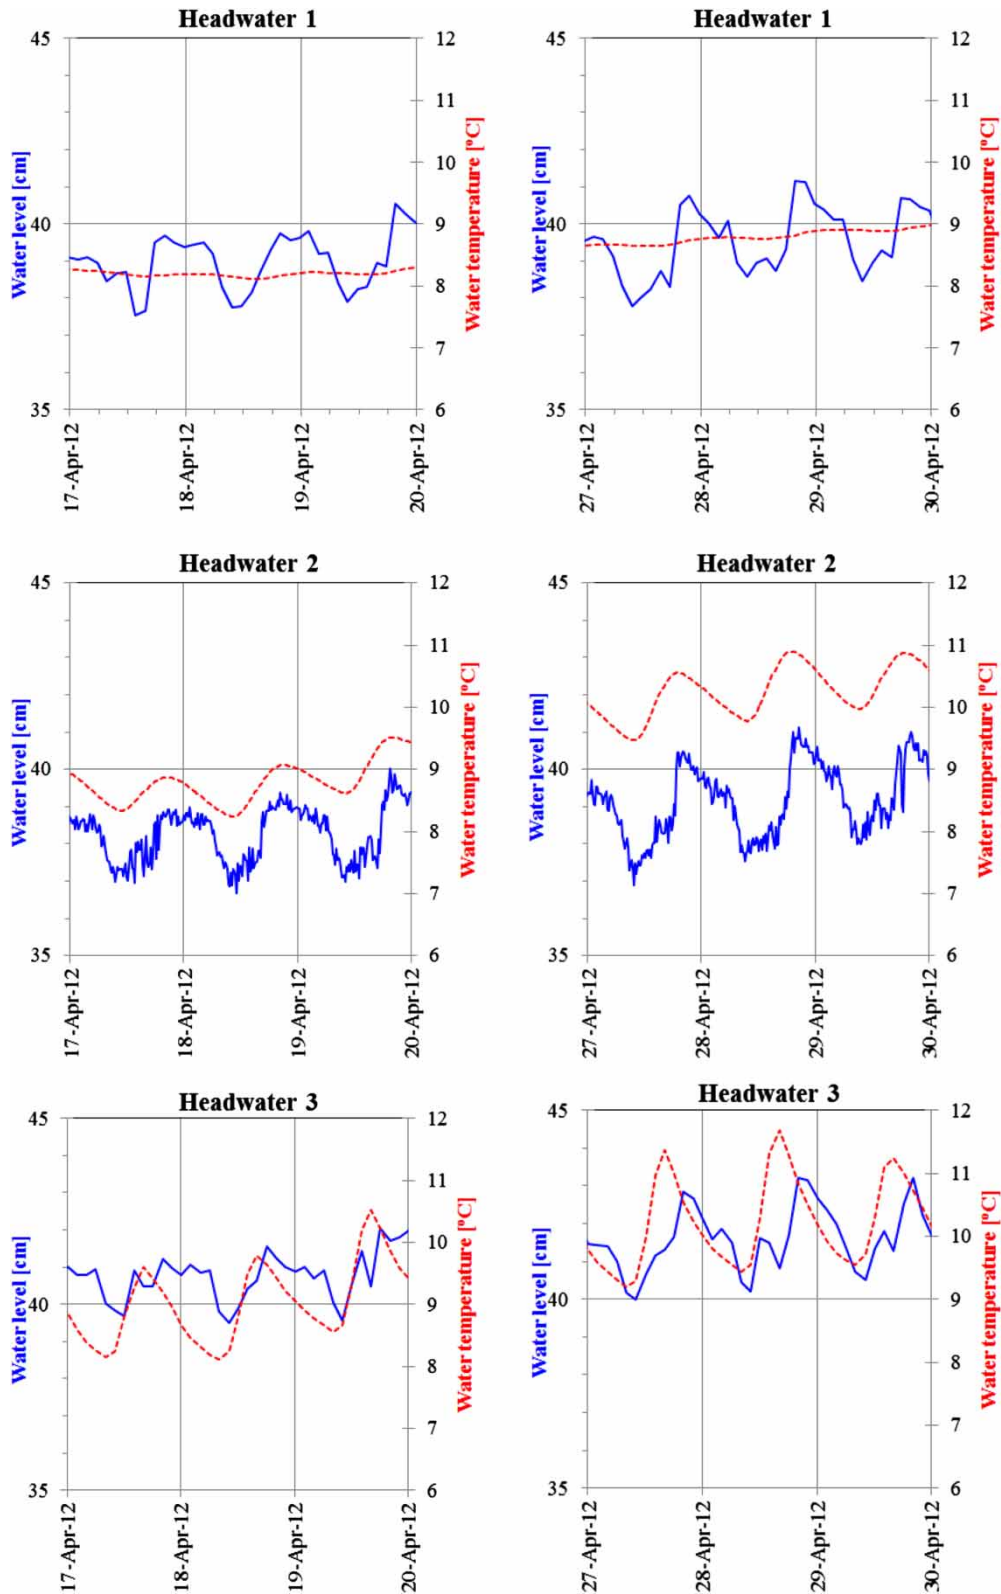 Headwater 1
45
40
35
Water level [cm]
12
11
10
9
8
7
6
Water temperature [°C]
17-Apr-12
18-Apr-12
19-Apr-12
20-Apr-12
Headwater 1
45
40
35
Water level [cm]
12
11
10
9
8
7
6
Water temperature [°C]
27-Apr-12
28-Apr-12
29-Apr-12
30-Apr-12
Headwater 2
45
40
35
Water level [cm]
12
11
10
9
8
7
6
Water temperature [°C]
17-Apr-12
18-Apr-12
19-Apr-12
20-Apr-12
Headwater 2
45
40
35
Water level [cm]
12
11
10
9
8
7
6
Water temperature [°C]
27-Apr-12
28-Apr-12
29-Apr-12
30-Apr-12
Headwater 3
45
40
35
Water level [cm]
12
11
10
9
8
7
6
Water temperature [°C]
17-Apr-12
18-Apr-12
19-Apr-12
20-Apr-12
Headwater 3
45
40
35
Water level [cm]
12
11
10
9
8
7
6
Water temperature [°C]
27-Apr-12
28-Apr-12
29-Apr-12
30-Apr-12